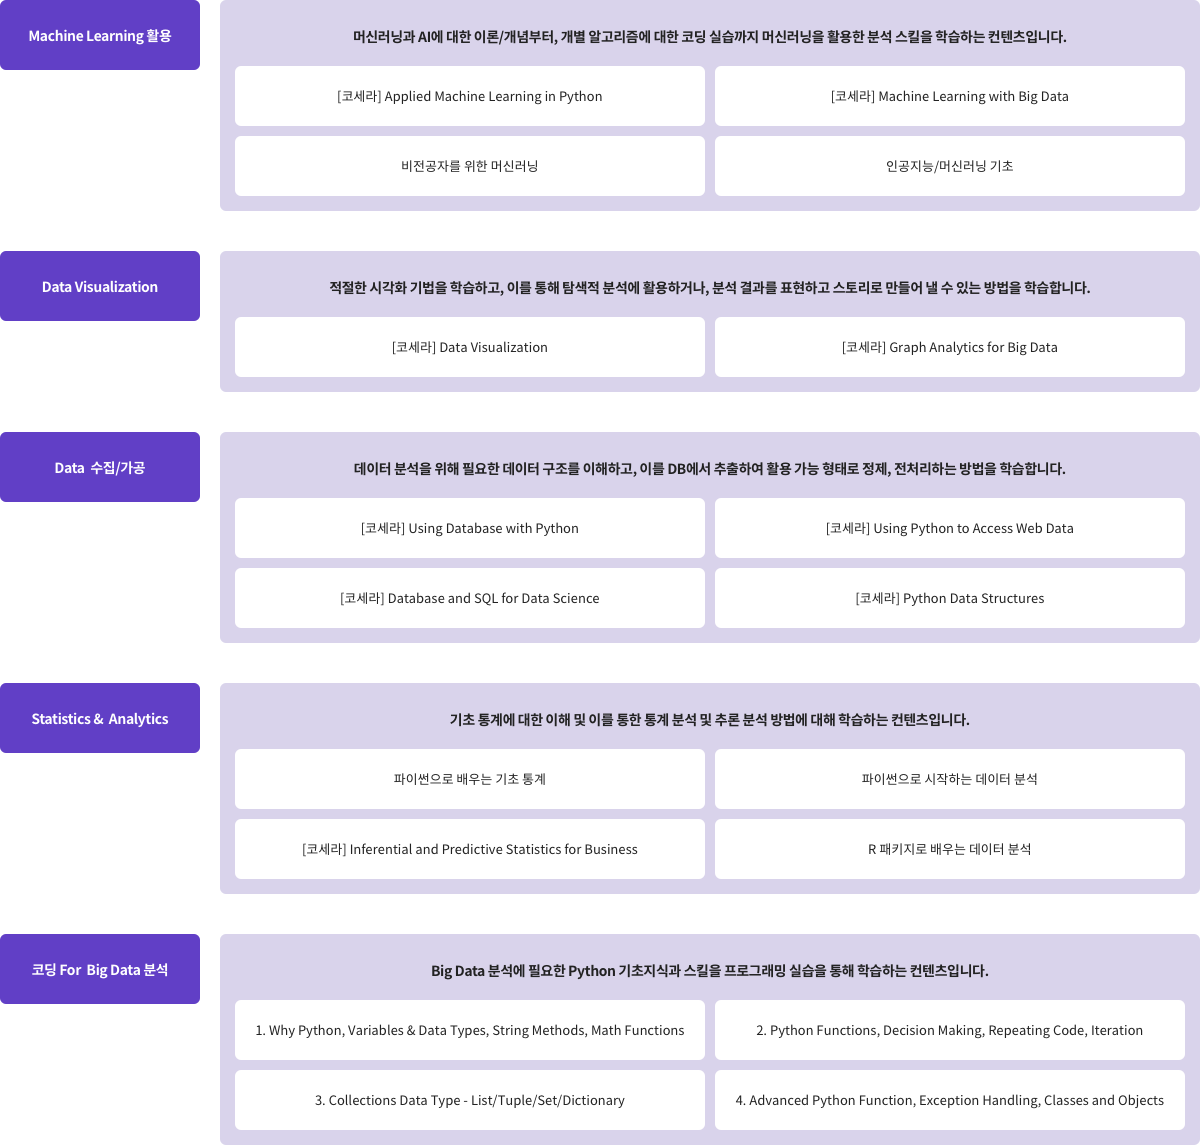 Machine Learning 활용
머신러닝과 AI에 대한 이론/개념부터, 개별 알고리즘에 대한 코딩 실습까지 머신러닝을 활용한 분석 스킬을 학습하는 컨텐츠입니다.
[코세라] Applied Machine Learning in Python
[코세라] Machine Learning with Big Data
비전공자를 위한 머신러닝
인공지능/머신러닝 기초
Data Visualization
적절한 시각화 기법을 학습하고, 이를 통해 탐색적 분석에 활용하거나, 분석 결과를 표현하고 스토리로 만들어 낼 수 있는 방법을 학습합니다.
[코세라] Data Visualization
[코세라] Graph Analytics for Big Data
Data 수집/가공
데이터 분석을 위해 필요한 데이터 구조를 이해하고, 이를 DB에서 추출하여 활용 가능 형태로 정제, 전처리하는 방법을 학습합니다.
[코세라] Using Database with Python
[코세라] Using Python to Access Web Data
[코세라] Database and SQL for Data Science
[코세라] Python Data Structures
Statistics & Analytics
기초 통계에 대한 이해 및 이를 통한 통계 분석 및 추론 분석 방법에 대해 학습하는 컨텐츠입니다.
파이썬으로 배우는 기초 통계
파이썬으로 시작하는 데이터 분석
[코세라] Inferential and Predictive Statistics for Business
R 패키지로 배우는 데이터 분석
코딩 For Big Data 분석
Big Data 분석에 필요한 Python 기초지식과 스킬을 프로그래밍 실습을 통해 학습하는 컨텐츠입니다.
1. Why Python, Variables & Data Types, String Methods, Math Functions
2. Python Functions, Decision Making, Repeating Code, Iteration
3. Collections Data Type - List/Tuple/Set/Dictionary
4. Advanced Python Function, Exception Handling, Classes and Objects